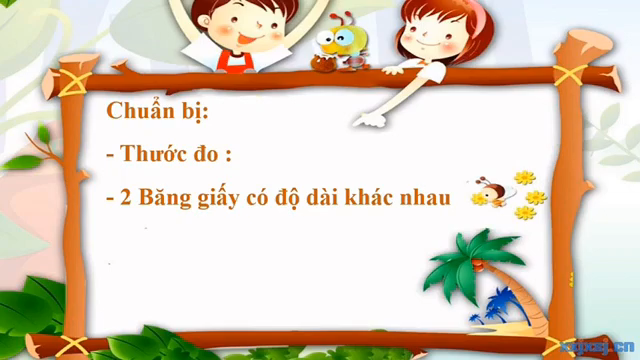 Chuẩn bị:
- Thước đo :
- 2 Băng giấy có độ dài khác nhau